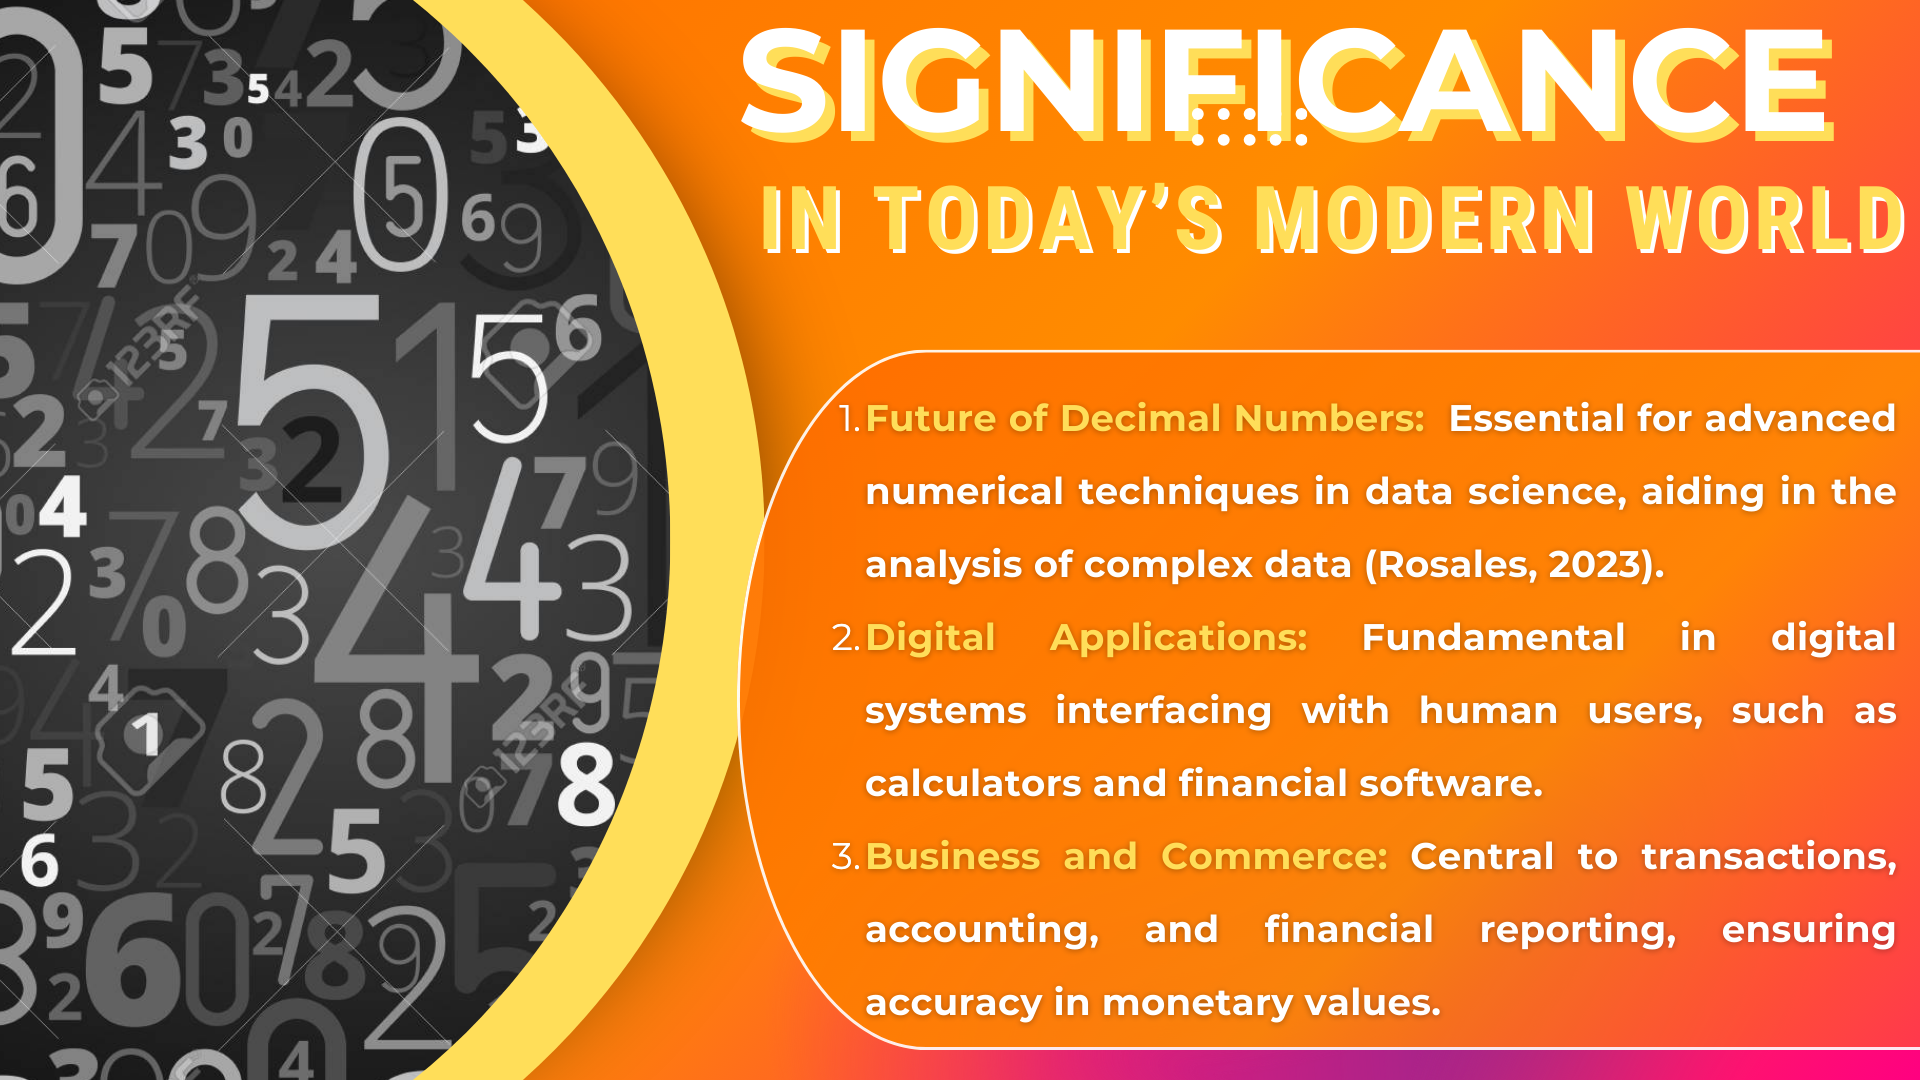 SIGNIFICANCE
IN TODAY’S MODERN WORLD
1. Future of Decimal Numbers: Essential for advanced
numerical techniques in data science, aiding in the
analysis of complex data (Rosales, 2023).
2. Digital Applications: Fundamental in digital
systems interfacing with human users, such as
calculators and financial software.
3. Business and Commerce: Central to transactions,
accounting, and financial reporting, ensuring
accuracy in monetary values.
123RF
123RF